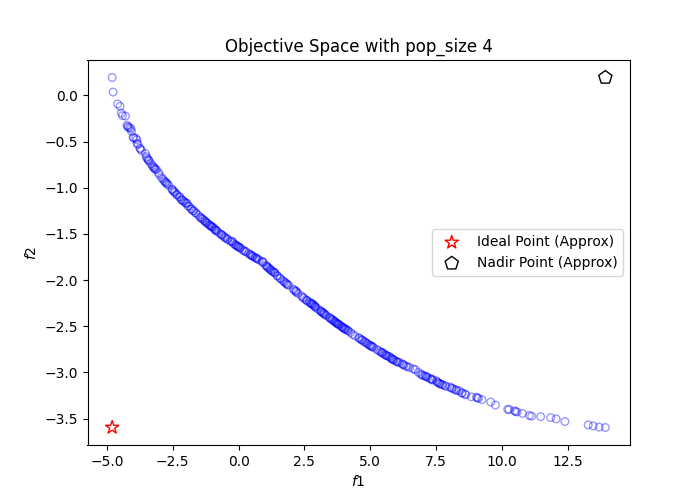 Objective Space with pop_size 4
0.0
−0.5
−1.0
−1.5
−2.0
−2.5
−3.0
−3.5
f2
Ideal Point (Approx)
Nadir Point (Approx)
−5.0 −2.5 0.0 2.5 5.0 7.5 10.0 12.5
f1